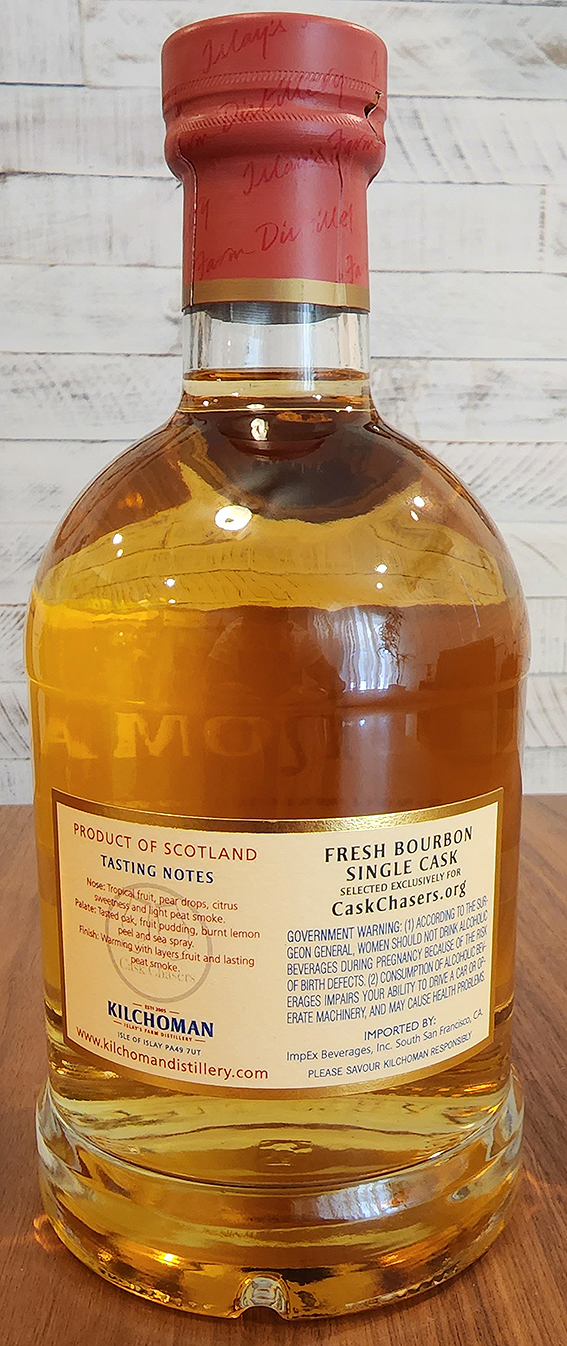 Islay's
Farm Distillery
Islay's Farm
Farm Distillery
PRODUCT OF SCOTLAND
TASTING NOTES
Nose: Tropical fruit, pear drops, citrus
sweetness and light peat smoke.
Palate: Tasted oak, fruit pudding, burnt lemon
peel and sea spray.
Finish: Warming with layers fruit and lasting
peat smoke.
Cask Chasers
ESTD 2005
KILCHOMAN
ISLAY'S FARM DISTILLERY
ISLE OF ISLAY PA49 7UT
www.kilchomandistillery.com
FRESH BOURBON
SINGLE CASK
SELECTED EXCLUSIVELY FOR
CaskChasers.org
GOVERNMENT WARNING: (1) ACCORDING TO THE SUR-
GEON GENERAL, WOMEN SHOULD NOT DRINK ALCOHOLIC
BEVERAGES DURING PREGNANCY BECAUSE OF THE RISK
OF BIRTH DEFECTS. (2) CONSUMPTION OF ALCOHOLIC BEV-
ERAGES IMPAIRS YOUR ABILITY TO DRIVE A CAR OR OP-
ERATE MACHINERY, AND MAY CAUSE HEALTH PROBLEMS.
IMPORTED BY:
ImpEx Beverages, Inc. South San Francisco, CA
PLEASE SAVOUR KILCHOMAN RESPONSIBLY